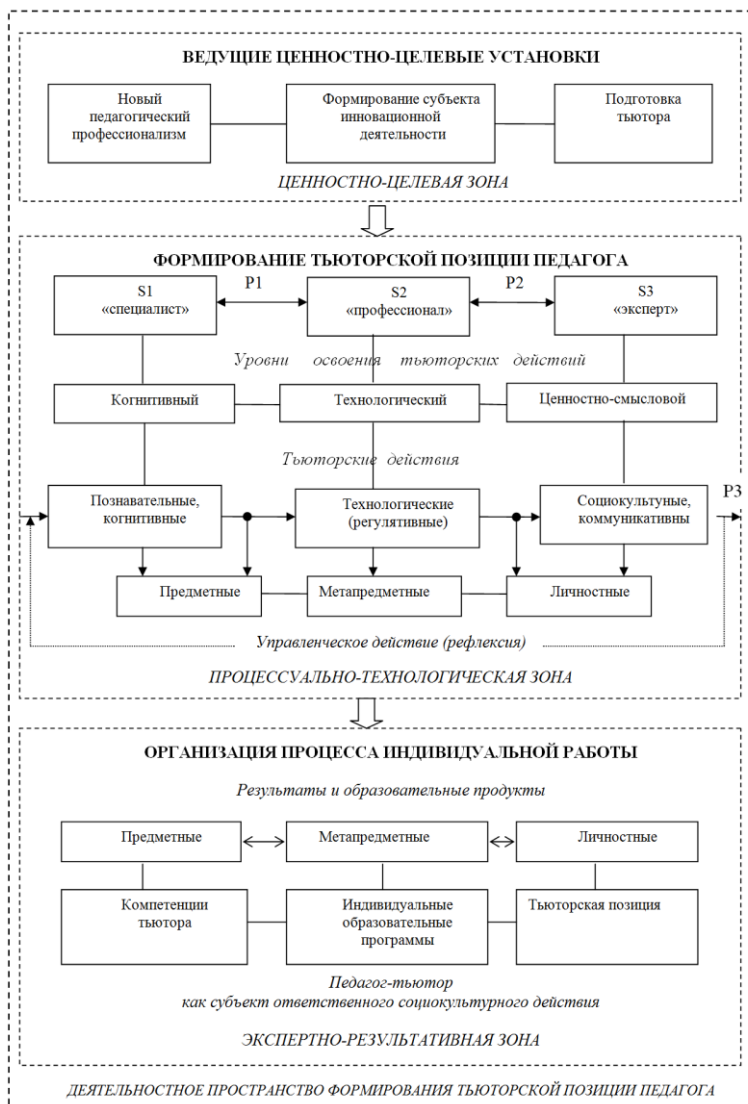 ВЕДУЩИЕ ЦЕННОСТНО-ЦЕЛЕВЫЕ УСТАНОВКИ
Новый
педагогический
профессионализм
Формирование субъекта
инновационной
деятельности
Подготовка
тьютора
ЦЕННОСТНО-ЦЕЛЕВАЯ ЗОНА
ФОРМИРОВАНИЕ ТЬЮТОРСКОЙ ПОЗИЦИИ ПЕДАГОГА
S1
«специалист»
P1
S2
«профессионал»
P2
S3
«эксперт»
Уровни освоения тьюторских действий
Когнитивный
Технологический
Ценностно-смысловой
Тьюторские действия
Познавательные,
когнитивные
Технологические
(регулятивные)
Социокультуные,
коммуникативны
P3
Предметные
Метапредметные
Личностные
Управленческое действие (рефлексия)
ПРОЦЕССУАЛЬНО-ТЕХНОЛОГИЧЕСКАЯ ЗОНА
ОРГАНИЗАЦИЯ ПРОЦЕССА ИНДИВИДУАЛЬНОЙ РАБОТЫ
Результаты и образовательные продукты
Предметные
Метапредметные
Личностные
Компетенции
тьютора
Индивидуальные
образовательные
программы
Тьюторская позиция
Педагог-тьютор
как субъект ответственного социокультурного действия
ЭКСПЕРТНО-РЕЗУЛЬТАТИВНАЯ ЗОНА
ДЕЯТЕЛЬНОСТНОЕ ПРОСТРАНСТВО ФОРМИРОВАНИЯ ТЬЮТОРСКОЙ ПОЗИЦИИ ПЕДАГОГА